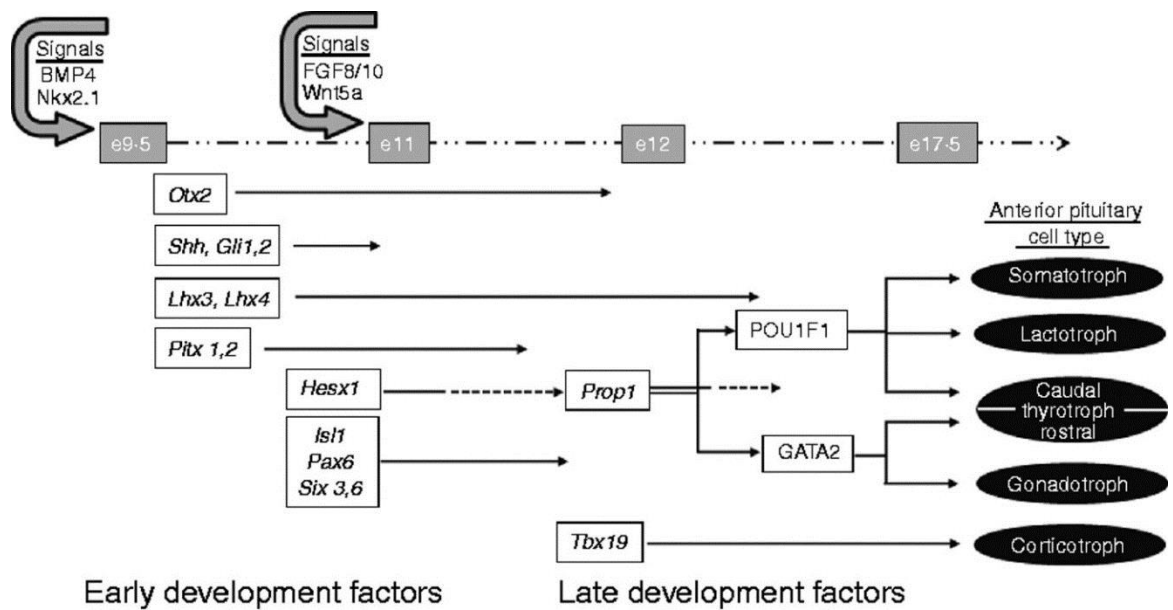 Signals
BMP4
Nkx2.1
Signals
FGF8/10
Wnt5a
e9·5
e11
e12
e17·5
Otx2
Shh, Gli1,2
Lhx3, Lhx4
Pitx 1,2
Hesx1
Isl1
Pax6
Six 3,6
Prop1
POU1F1
GATA2
Tbx19
Anterior pituitary
cell type
Somatotroph
Lactotroph
Caudal
thyrotroph
rostral
Gonadotroph
Corticotroph
Early development factors
Late development factors